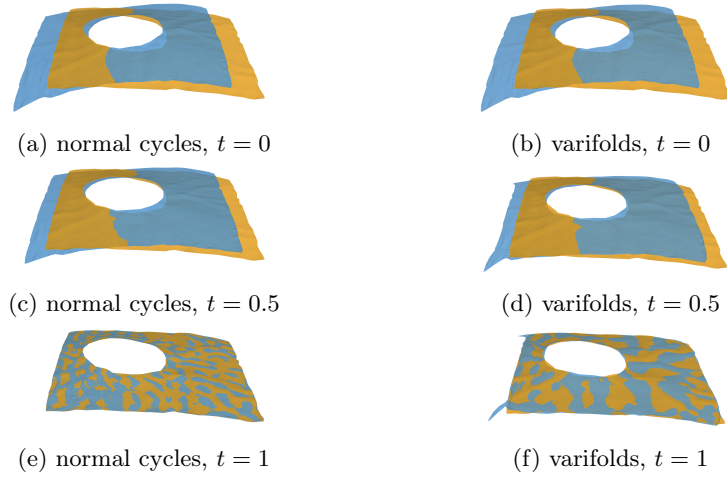 (a) normal cycles, t = 0
(b) varifolds, t = 0
(c) normal cycles, t = 0.5
(d) varifolds, t = 0.5
(e) normal cycles, t = 1
(f) varifolds, t = 1